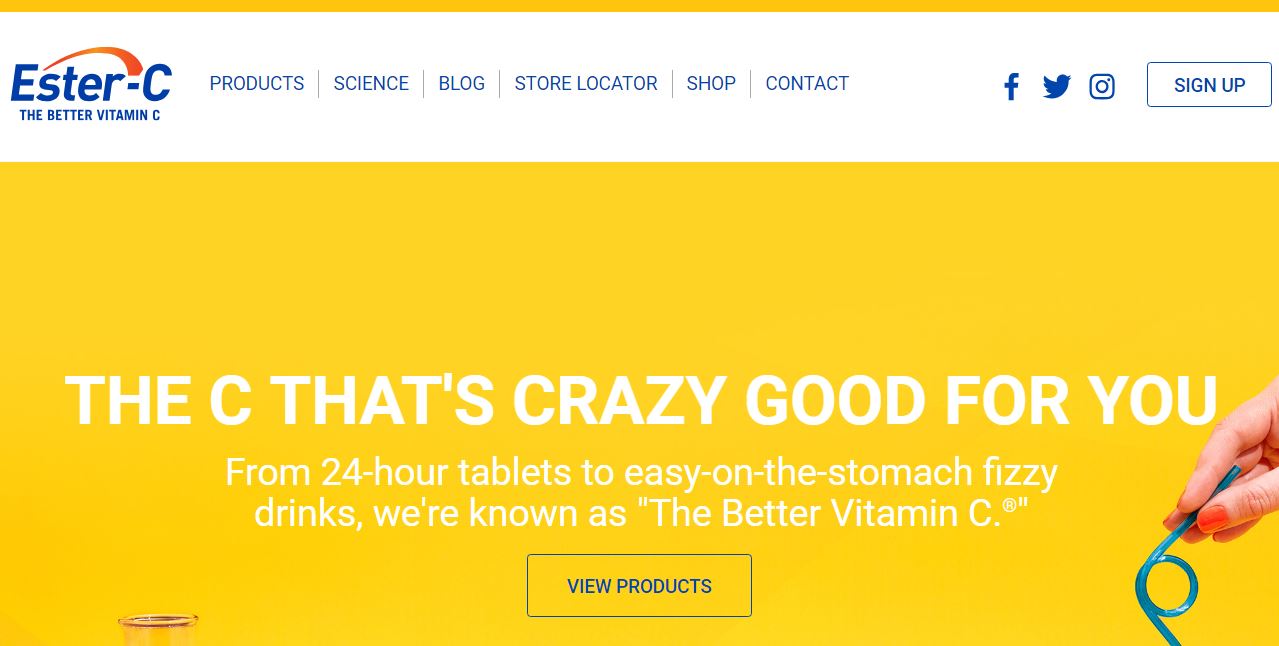 Ester-C
THE BETTER VITAMIN C
PRODUCTS
SCIENCE
BLOG
STORE LOCATOR
SHOP
CONTACT
SIGN UP
THE C THAT'S CRAZY GOOD FOR YOU
From 24-hour tablets to easy-on-the-stomach fizzy
drinks, we're known as "The Better Vitamin C.®"
VIEW PRODUCTS